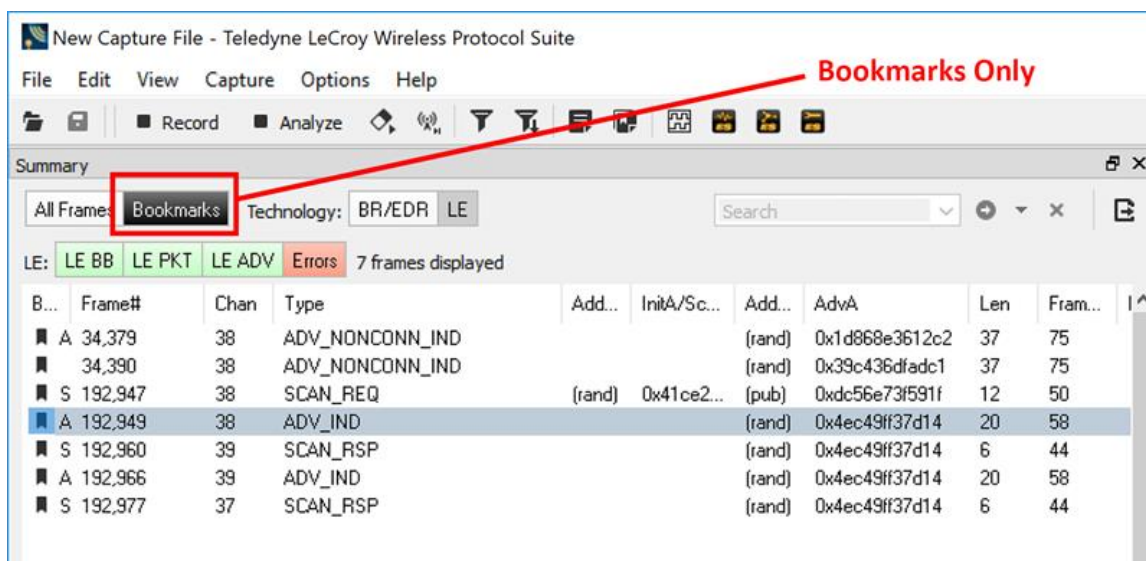 New Capture File - Teledyne LeCroy Wireless Protocol Suite
File Edit View Capture Options Help
Bookmarks Only
Record Analyze
Summary
All Frames Bookmarks Technology: BR/EDR LE Search
LE: LE BB LE PKT LE ADV Errors 7 frames displayed
B... Frame# Chan Type Add... InitA/Sc... Add... AdvA Len Fram...
A 34,379 38 ADV_NONCONN_IND (rand) 0x1d868e3612c2 37 75
34,390 38 ADV_NONCONN_IND (rand) 0x39c436dfadc1 37 75
S 192,947 38 SCAN_REQ (rand) 0x41ce2... (pub) 0xdc56e73f591f 12 50
A 192,949 38 ADV_IND (rand) 0x4ec49ff37d14 20 58
S 192,960 39 SCAN_RSP (rand) 0x4ec49ff37d14 6 44
A 192,966 39 ADV_IND (rand) 0x4ec49ff37d14 20 58
S 192,977 37 SCAN_RSP (rand) 0x4ec49ff37d14 6 44